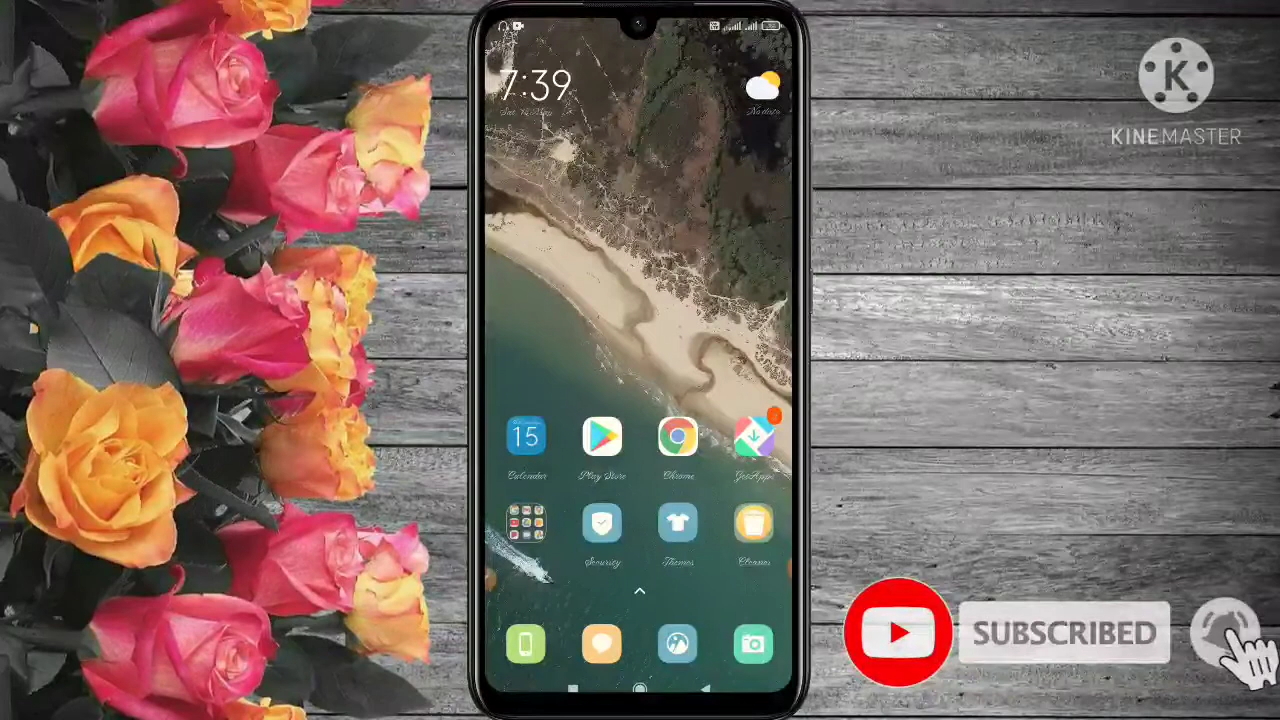 7:39
KINEMASTER
15
Calendar
Play Store
Chrome
GetApps
Security
Themes
Cleaner
SUBSCRIBED